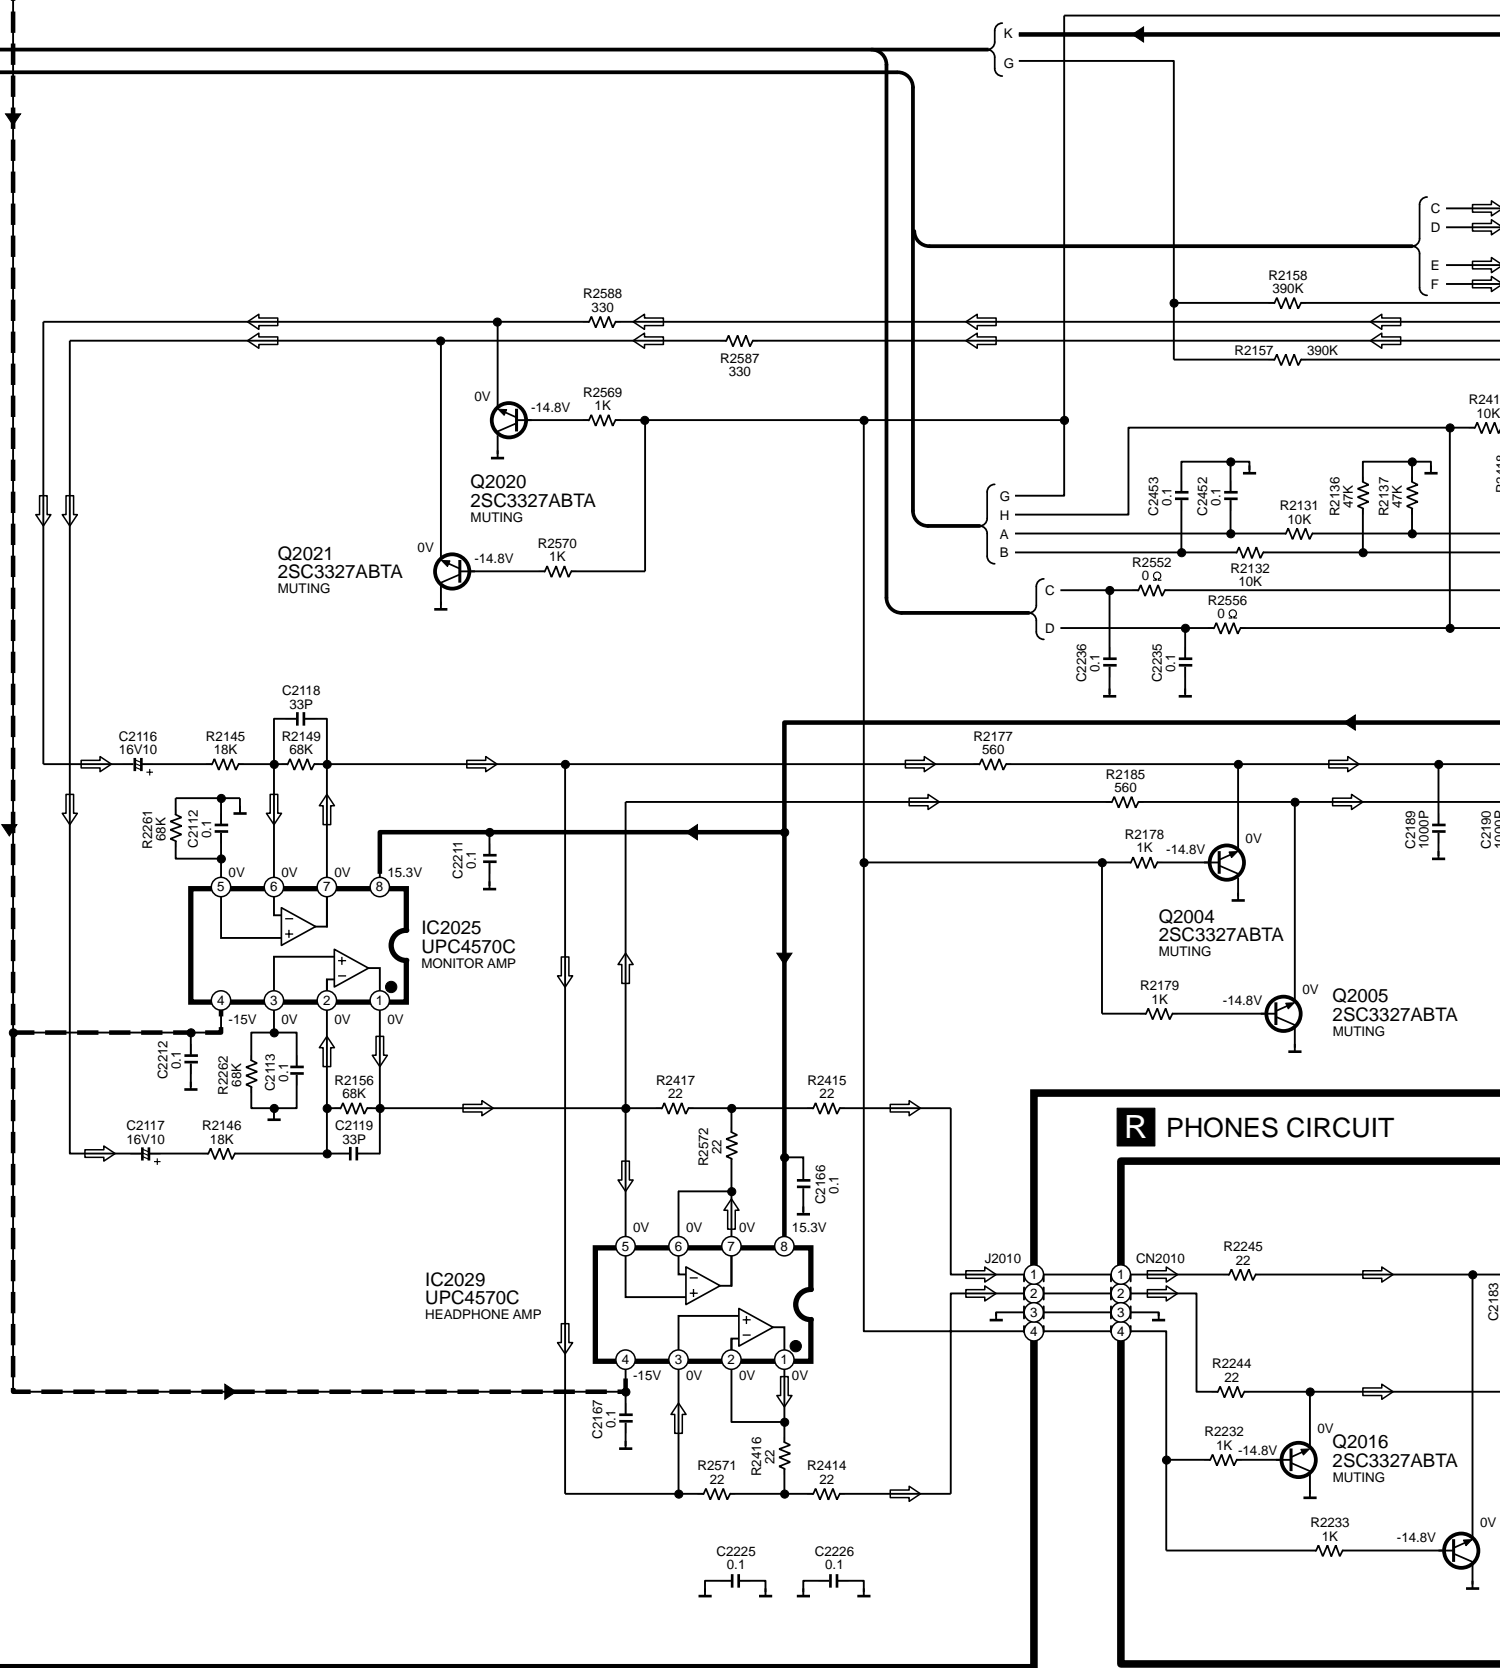 K
G
C
D
E
F
R2158
390K
R2588
330
R2587
330
R2157 390K
R2569
1K
0V
-14.8V
Q2020
2SC3327ABTA
MUTING
R241
10K
C2453
0.1
C2452
0.1
R2136
47K
R2137
47K
G
H
A
B
R2131
10K
R2132
10K
Q2021
2SC3327ABTA
MUTING
0V
-14.8V
R2570
1K
R2552
0 Ω
R2556
0 Ω
C
D
C2236
0.1
C2235
0.1
C2118
33P
C2116
16V10
+
R2145
18K
R2149
68K
R2177
560
R2185
560
R2261
68K
C2112
0.1
C2211
0.1
R2178
1K
-14.8V
0V
C2189
1000P
C2190
1000P
0V
0V
0V
15.3V
5
6
7
8
−
+
IC2025
UPC4570C
MONITOR AMP
+
−
4
3
2
1
-15V
0V
0V
0V
Q2004
2SC3327ABTA
MUTING
R2179
1K
-14.8V
0V
Q2005
2SC3327ABTA
MUTING
C2212
0.1
R2262
68K
C2113
0.1
R2156
68K
C2119
33P
C2117
16V10
+
R2146
18K
R2417
22
R2415
22
R2572
22
C2166
0.1
R PHONES CIRCUIT
0V
0V
0V
15.3V
5
6
7
8
−
+
IC2029
UPC4570C
HEADPHONE AMP
+
−
4
3
2
1
-15V
0V
0V
0V
J2010
1
2
3
4
CN2010
1
2
3
4
R2245
22
C2183
R2244
22
C2167
0.1
R2416
22
R2571
22
R2414
22
R2232
1K
-14.8V
0V
Q2016
2SC3327ABTA
MUTING
R2233
1K
-14.8V
0V
C2225
0.1
C2226
0.1